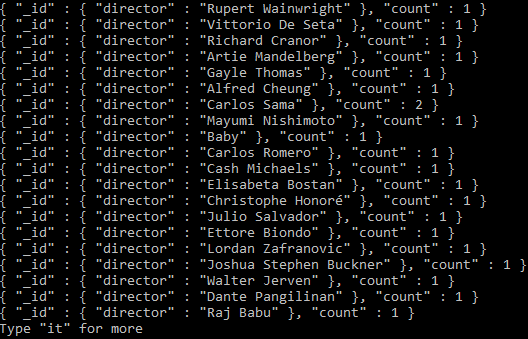 { "_id" : { "director" : "Rupert Wainwright" }, "count" : 1 }
{ "_id" : { "director" : "Vittorio De Seta" }, "count" : 1 }
{ "_id" : { "director" : "Richard Cranor" }, "count" : 1 }
{ "_id" : { "director" : "Artie Mandelberg" }, "count" : 1 }
{ "_id" : { "director" : "Gayle Thomas" }, "count" : 1 }
{ "_id" : { "director" : "Alfred Cheung" }, "count" : 1 }
{ "_id" : { "director" : "Carlos Sama" }, "count" : 2 }
{ "_id" : { "director" : "Mayumi Nishimoto" }, "count" : 1 }
{ "_id" : { "director" : "Baby" }, "count" : 1 }
{ "_id" : { "director" : "Carlos Romero" }, "count" : 1 }
{ "_id" : { "director" : "Cash Michaels" }, "count" : 1 }
{ "_id" : { "director" : "Elisabeta Bostan" }, "count" : 1 }
{ "_id" : { "director" : "Christophe Honoré" }, "count" : 1 }
{ "_id" : { "director" : "Julio Salvador" }, "count" : 1 }
{ "_id" : { "director" : "Ettore Biondo" }, "count" : 1 }
{ "_id" : { "director" : "Lordan Zafranovic" }, "count" : 1 }
{ "_id" : { "director" : "Joshua Stephen Buckner" }, "count" : 1 }
{ "_id" : { "director" : "Walter Jerven" }, "count" : 1 }
{ "_id" : { "director" : "Dante Pangilinan" }, "count" : 1 }
{ "_id" : { "director" : "Raj Babu" }, "count" : 1 }
Type "it" for more